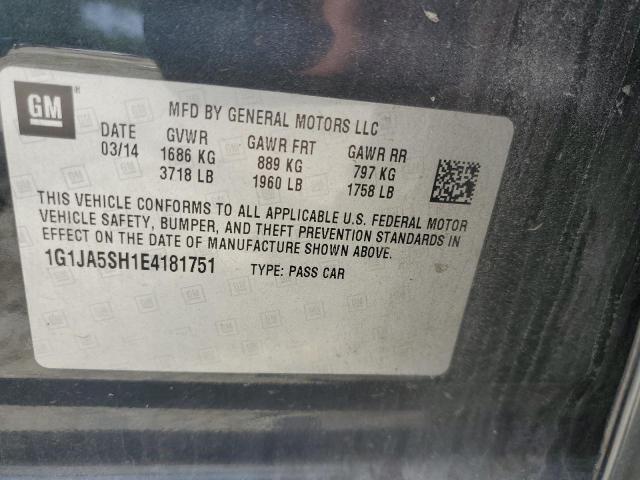 GM ®
MFD BY GENERAL MOTORS LLC
DATE GVWR GAWR FRT GAWR RR
03/14 1686 KG 889 KG 797 KG
3718 LB 1960 LB 1758 LB
THIS VEHICLE CONFORMS TO ALL APPLICABLE U.S. FEDERAL MOTOR
VEHICLE SAFETY, BUMPER, AND THEFT PREVENTION STANDARDS IN
EFFECT ON THE DATE OF MANUFACTURE SHOWN ABOVE.
1G1JA5SH1E4181751 TYPE: PASS CAR